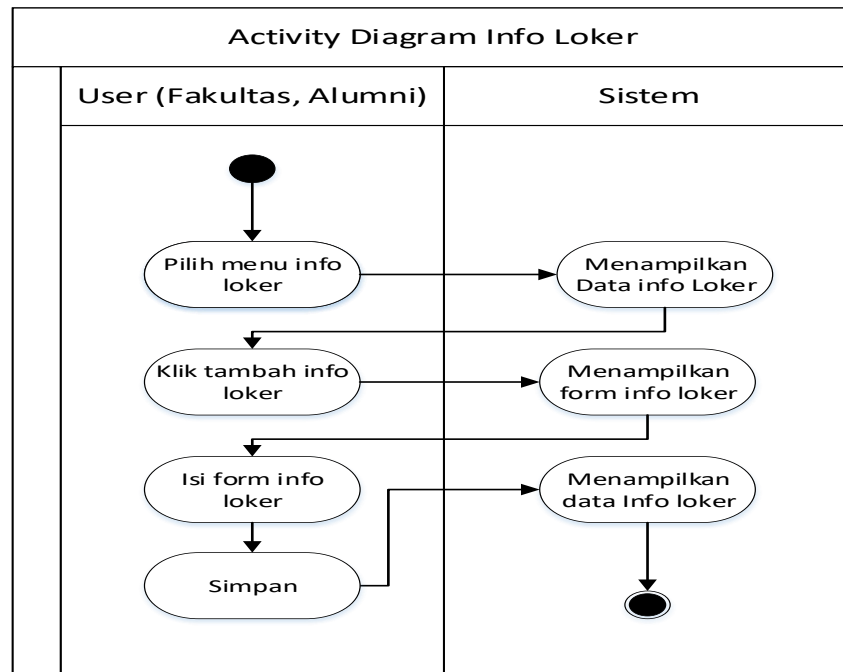 Activity Diagram Info Loker
User (Fakultas, Alumni)
Sistem
Pilih menu info
loker
Menampilkan
Data info Loker
Klik tambah info
loker
Menampilkan
form info loker
Isi form info
loker
Simpan
Menampilkan
data Info loker